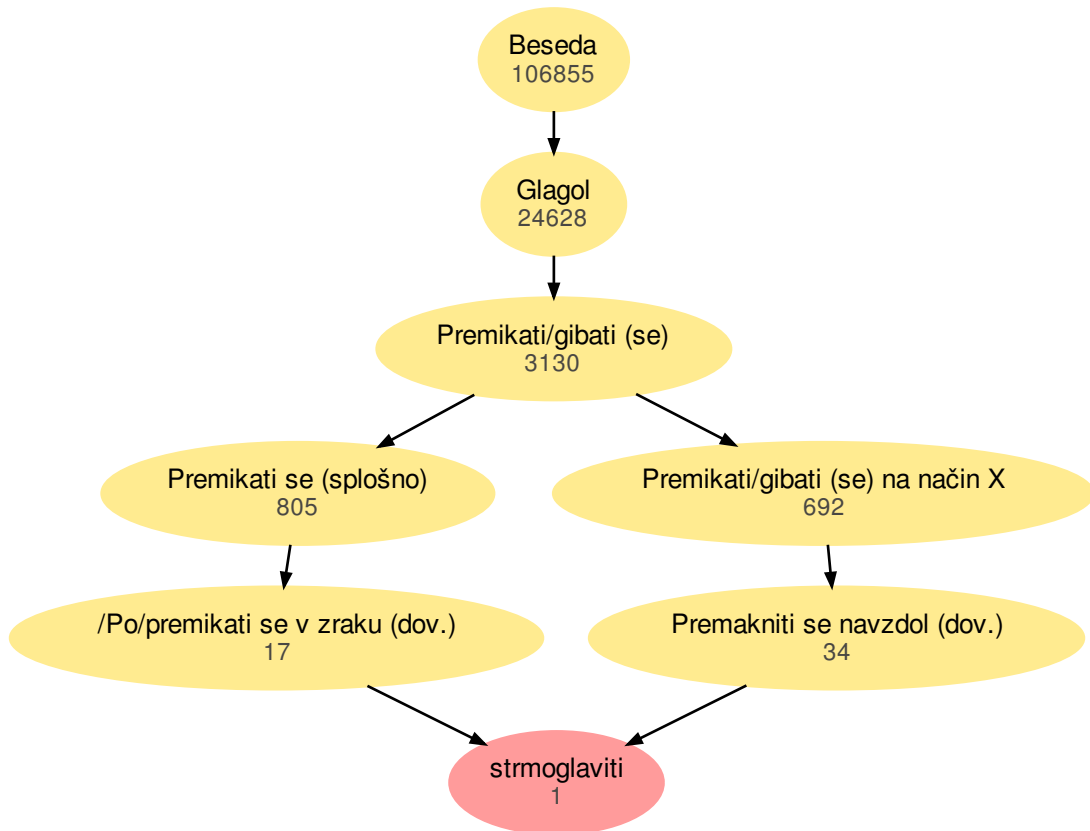 Beseda
106855
Glagol
24628
Premikati/gibati (se)
3130
Premikati se (splošno)
805
Premikati/gibati (se) na način X
692
/Po/premikati se v zraku (dov.)
17
Premakniti se navzdol (dov.)
34
strmoglaviti
1